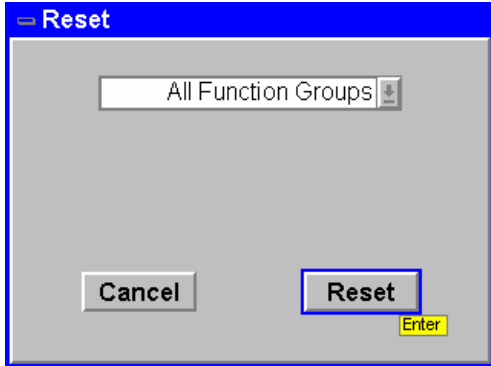 Reset
All Function Groups
Cancel
Reset
Enter